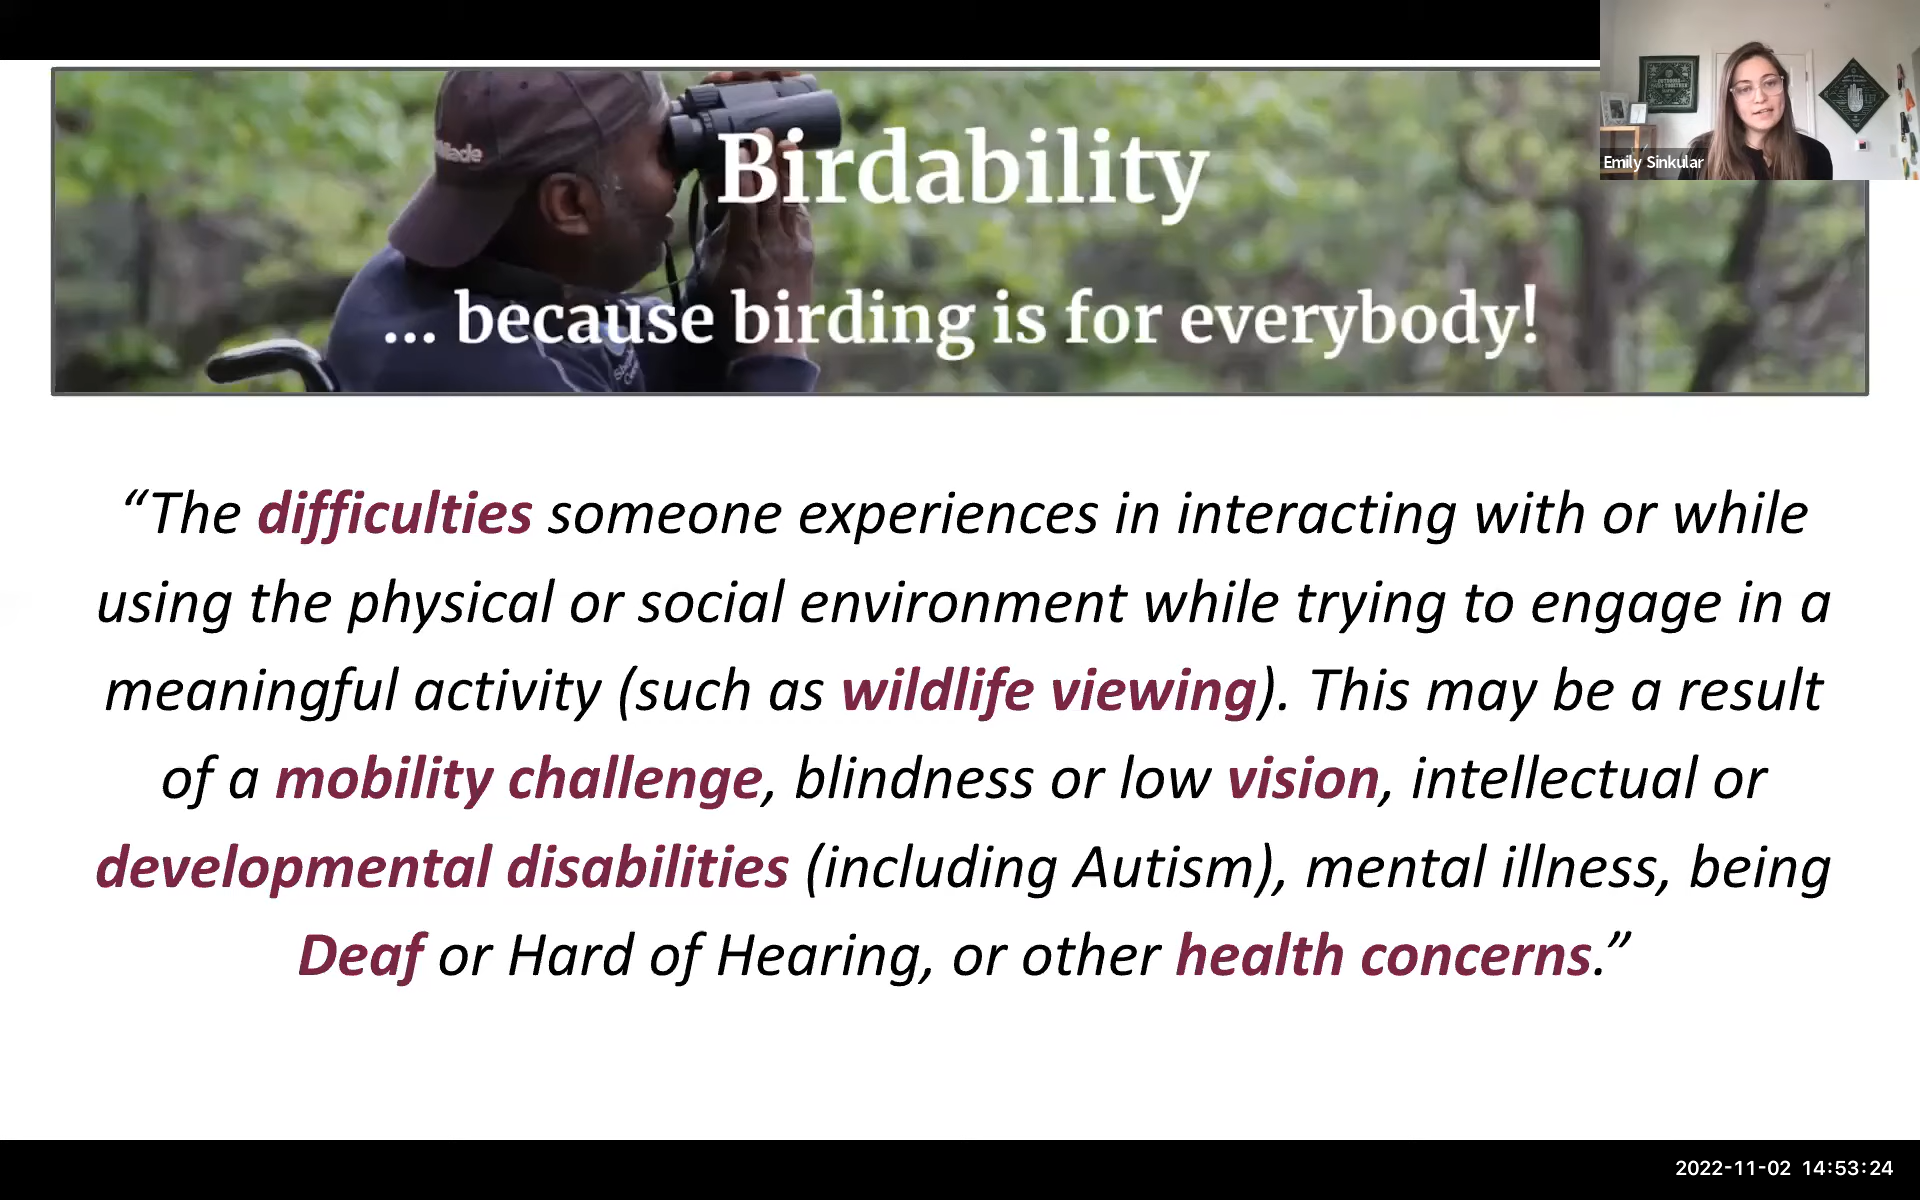 Birdability
... because birding is for everybody!
Emily Sinkular
“The difficulties someone experiences in interacting with or while
using the physical or social environment while trying to engage in a
meaningful activity (such as wildlife viewing). This may be a result
of a mobility challenge, blindness or low vision, intellectual or
developmental disabilities (including Autism), mental illness, being
Deaf or Hard of Hearing, or other health concerns.”
2022-11-02 14:53:24